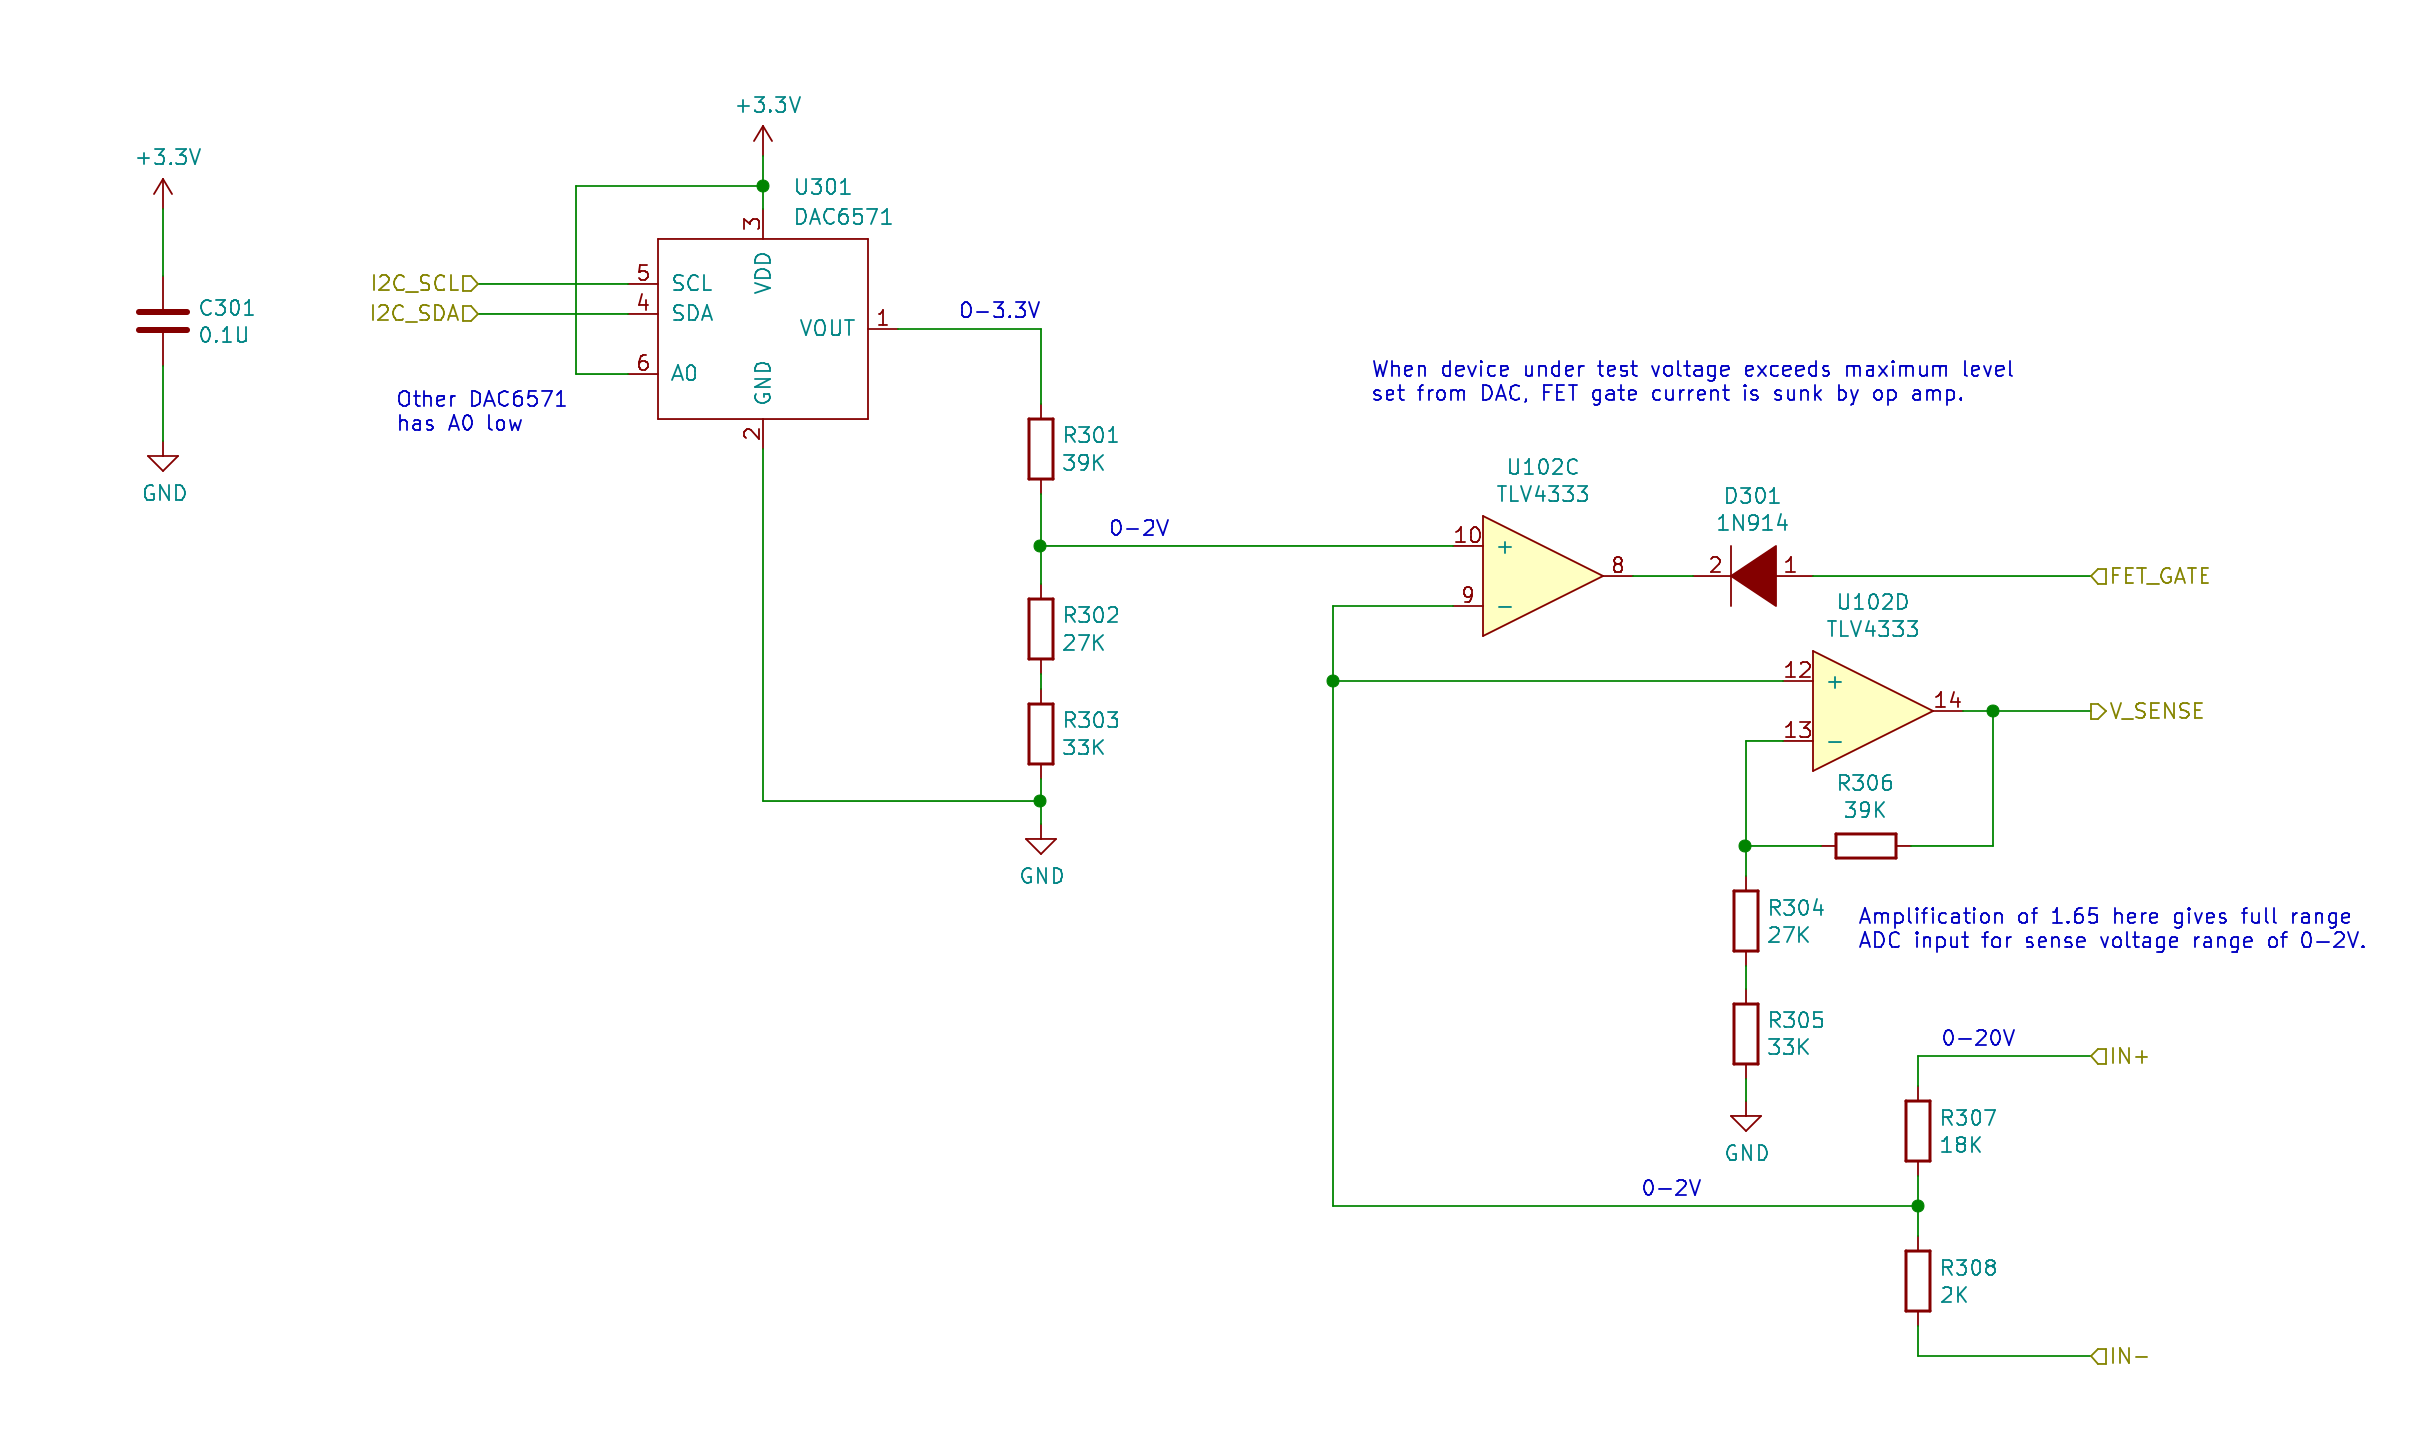 +3.3V
C301
0.1U
GND
+3.3V
U301
DAC6571
I2C_SCL
I2C_SDA
5
4
6
3
2
1
SCL
SDA
A0
VDD
GND
VOUT
Other DAC6571
has A0 low
0-3.3V
R301
39K
0-2V
R302
27K
R303
33K
GND
When device under test voltage exceeds maximum level
set from DAC, FET gate current is sunk by op amp.
U102C
TLV4333
10
+
9
-
8
D301
1N914
2
1
FET_GATE
U102D
TLV4333
12
+
13
-
14
V_SENSE
R306
39K
R304
27K
Amplification of 1.65 here gives full range
ADC input for sense voltage range of 0-2V.
R305
33K
GND
0-20V
IN+
R307
18K
0-2V
R308
2K
IN-